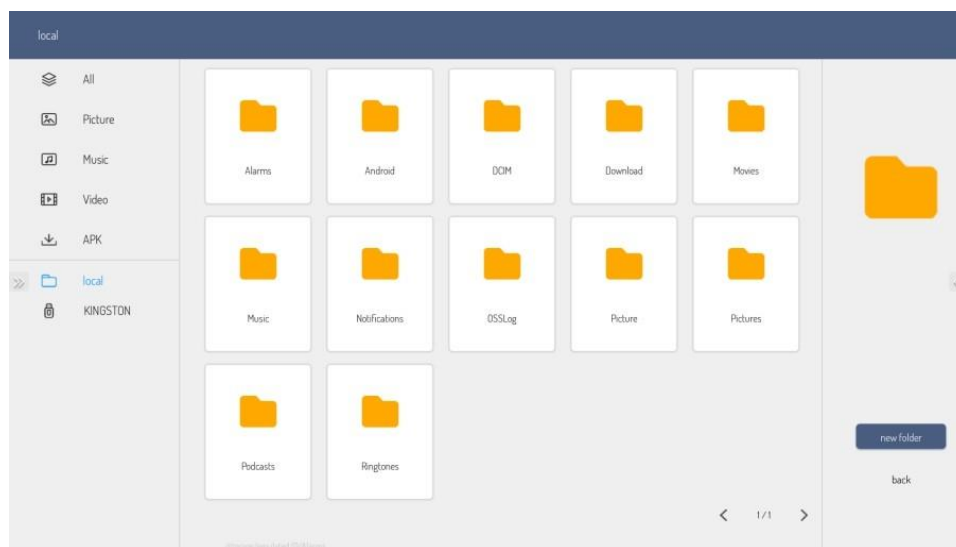 local
All
Picture
Music
Video
APK
local
KINGSTON
Alarms
Android
DCIM
Download
Movies
Music
Notifications
OSSLog
Picture
Pictures
Podcasts
Ringtones
1/1
new folder
back